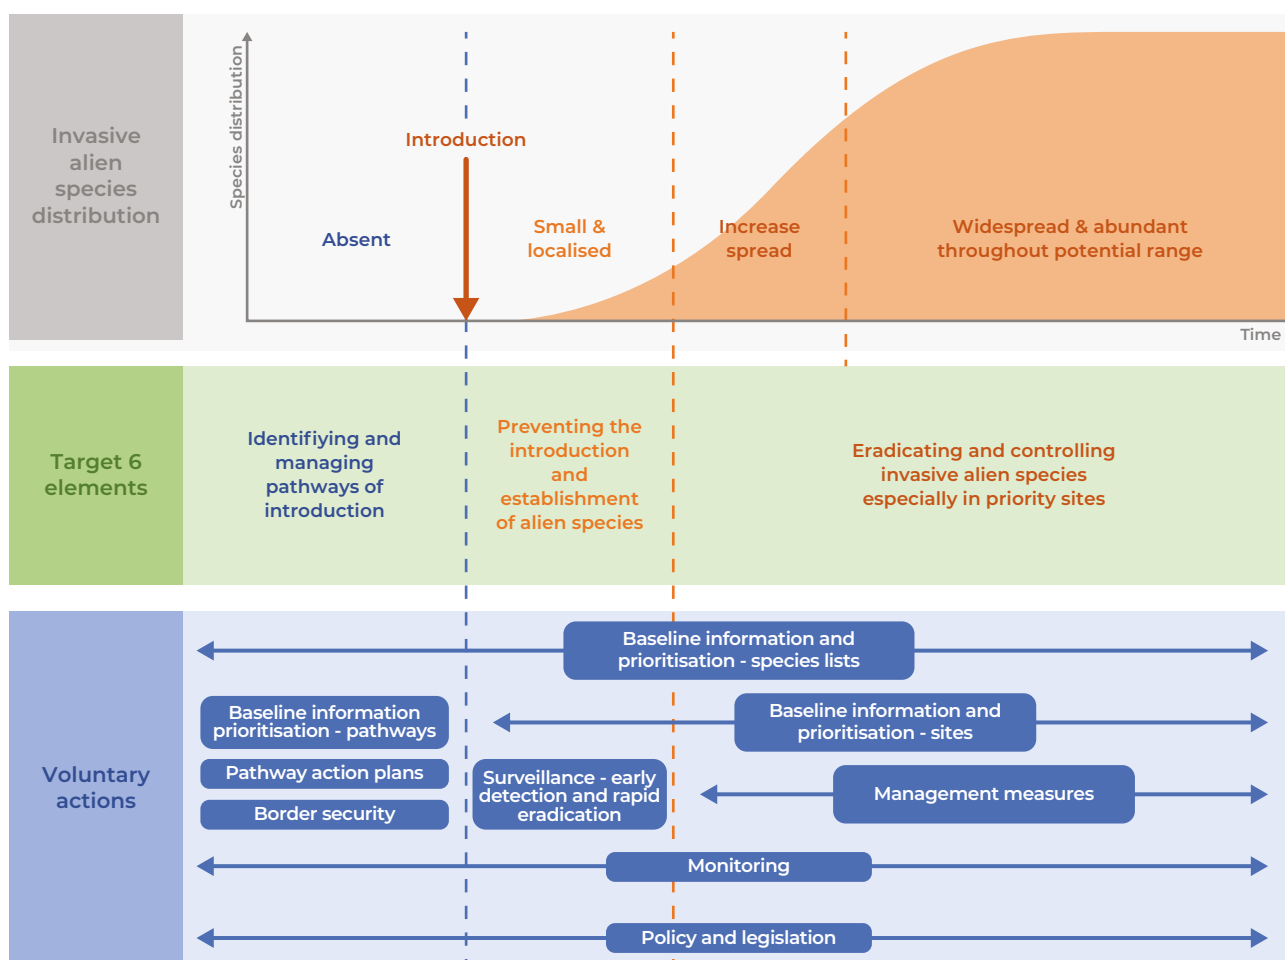 Invasive
alien
species
distribution
Species distribution
Introduction
Absent
Small &
localised
Increase
spread
Widespread & abundant
throughout potential range
Time
Target 6
elements
Identifiying and
managing
pathways of
introduction
Preventing the
introduction
and
establishment
of alien species
Eradicating and controlling
invasive alien species
especially in priority sites
Voluntary
actions
Baseline information and
prioritisation - species lists
Baseline information
prioritisation - pathways
Baseline information and
prioritisation - sites
Pathway action plans
Border security
Surveillance - early
detection and rapid
eradication
Management measures
Monitoring
Policy and legislation